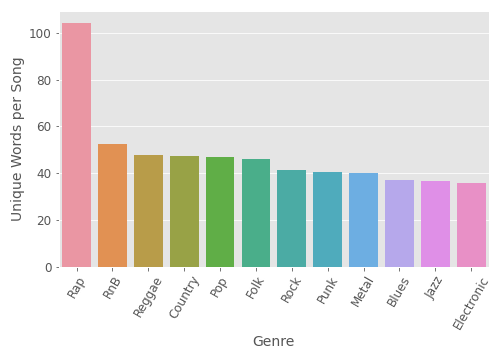 Unique Words per Song
100
80
60
40
20
0
Rap
RnB
Reggae
Country
Pop
Folk
Rock
Punk
Metal
Blues
Jazz
Electronic
Genre